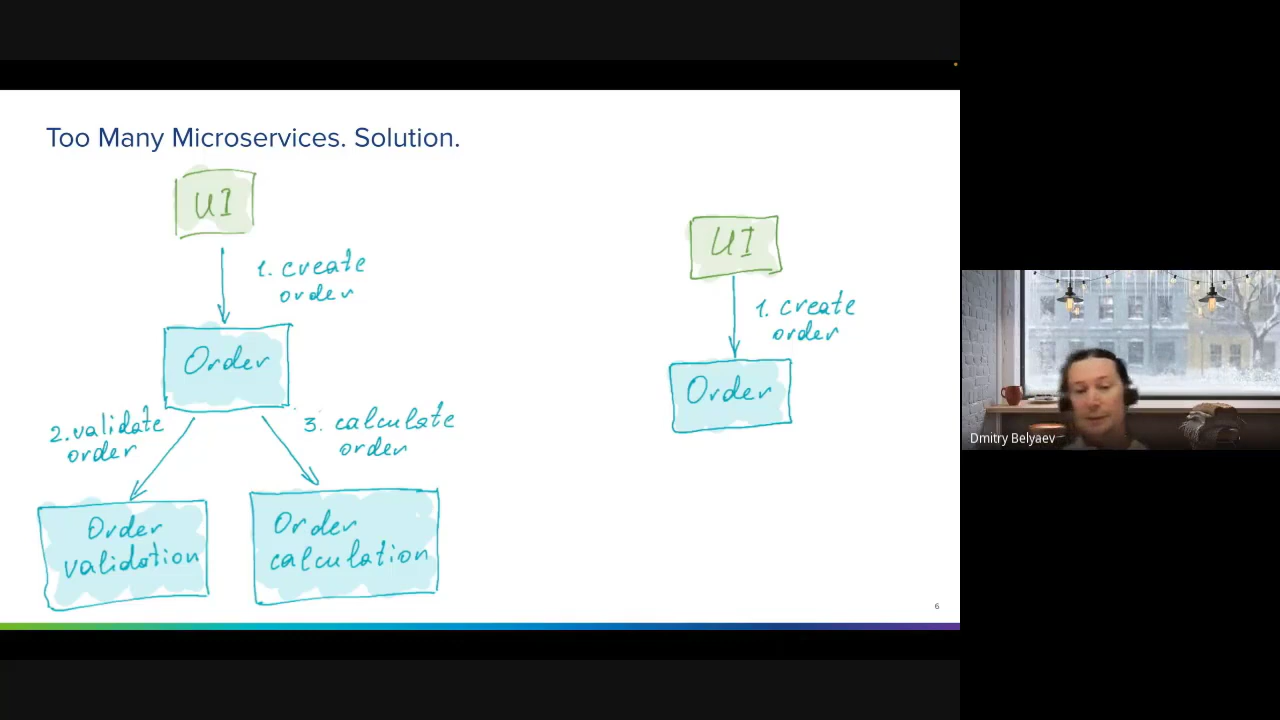 Too Many Microservices. Solution.
UI
1. create
order
Order
2. validate
order
3. calculate
order
Order
validation
Order
calculation
UI
1. create
order
Order
6
Dmitry Belyaev